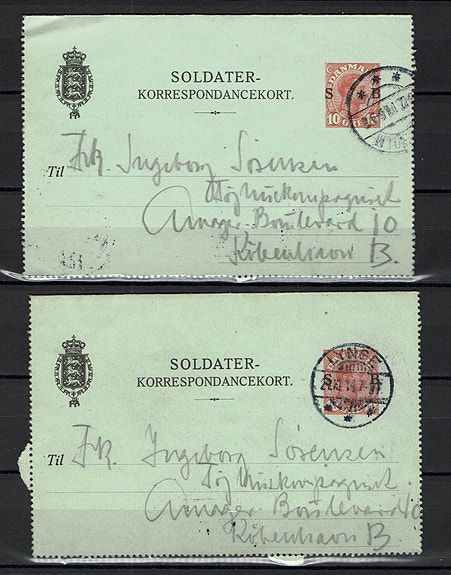 SOLDATER-
KORRESPONDANCEKORT.
DANMARK
S B
10 ØRE
Til Frk. Ingeborg Sørensen
Amager Boulevard 10
København B.
SOLDATER-
KORRESPONDANCEKORT.
LYNGE
S B
Til Frk Ingeborg Sørensen
Amager Boulevard 10
København B.